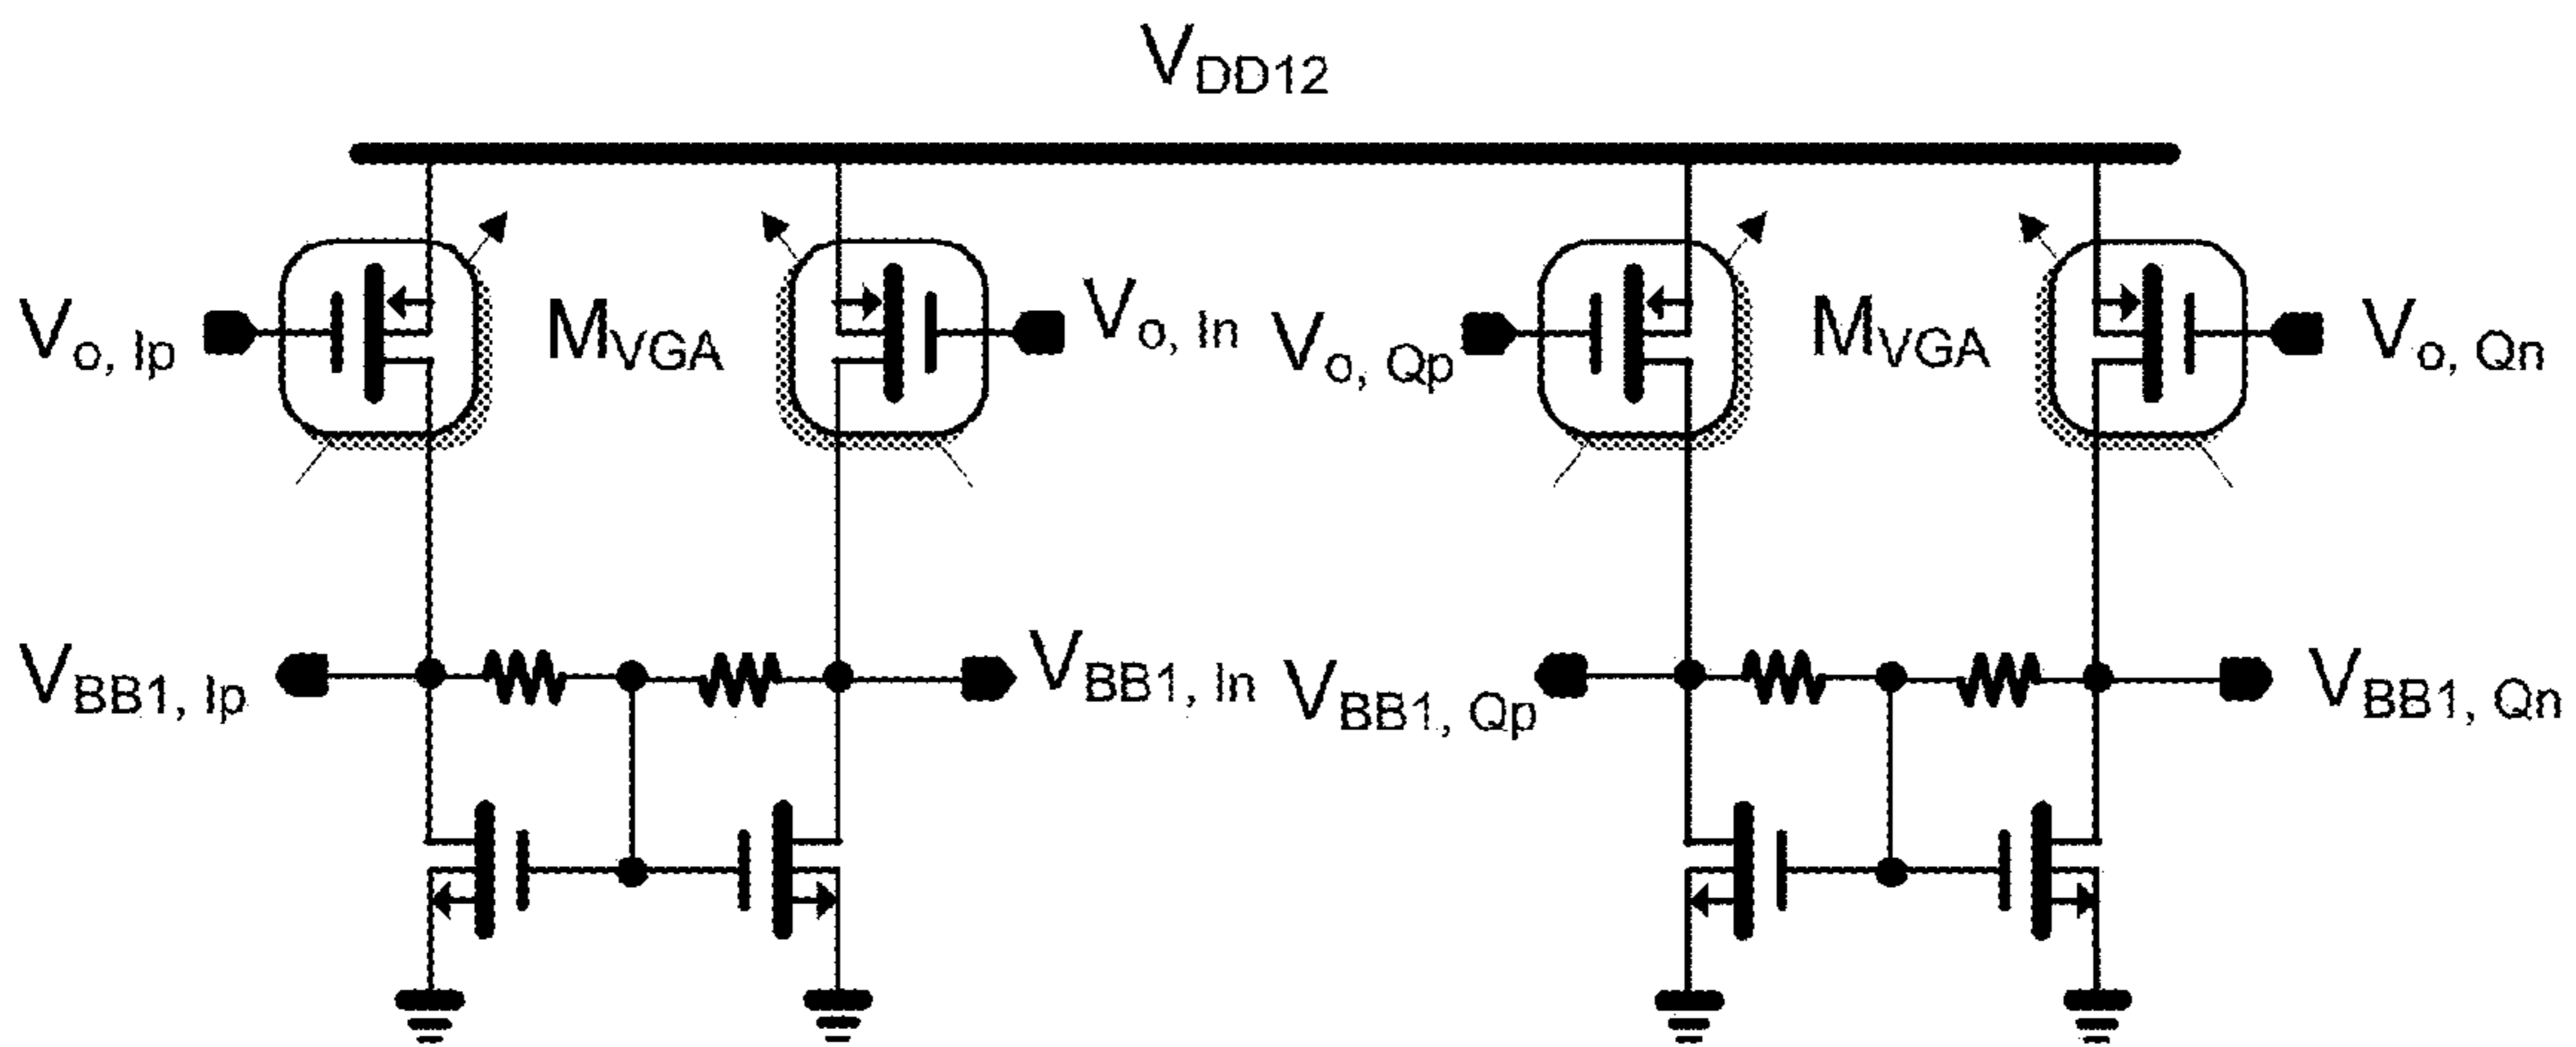 VDD12
Vo, Ip
MVGA
Vo, In
Vo, Qp
MVGA
Vo, Qn
VBB1, Ip
VBB1, In
VBB1, Qp
VBB1, Qn